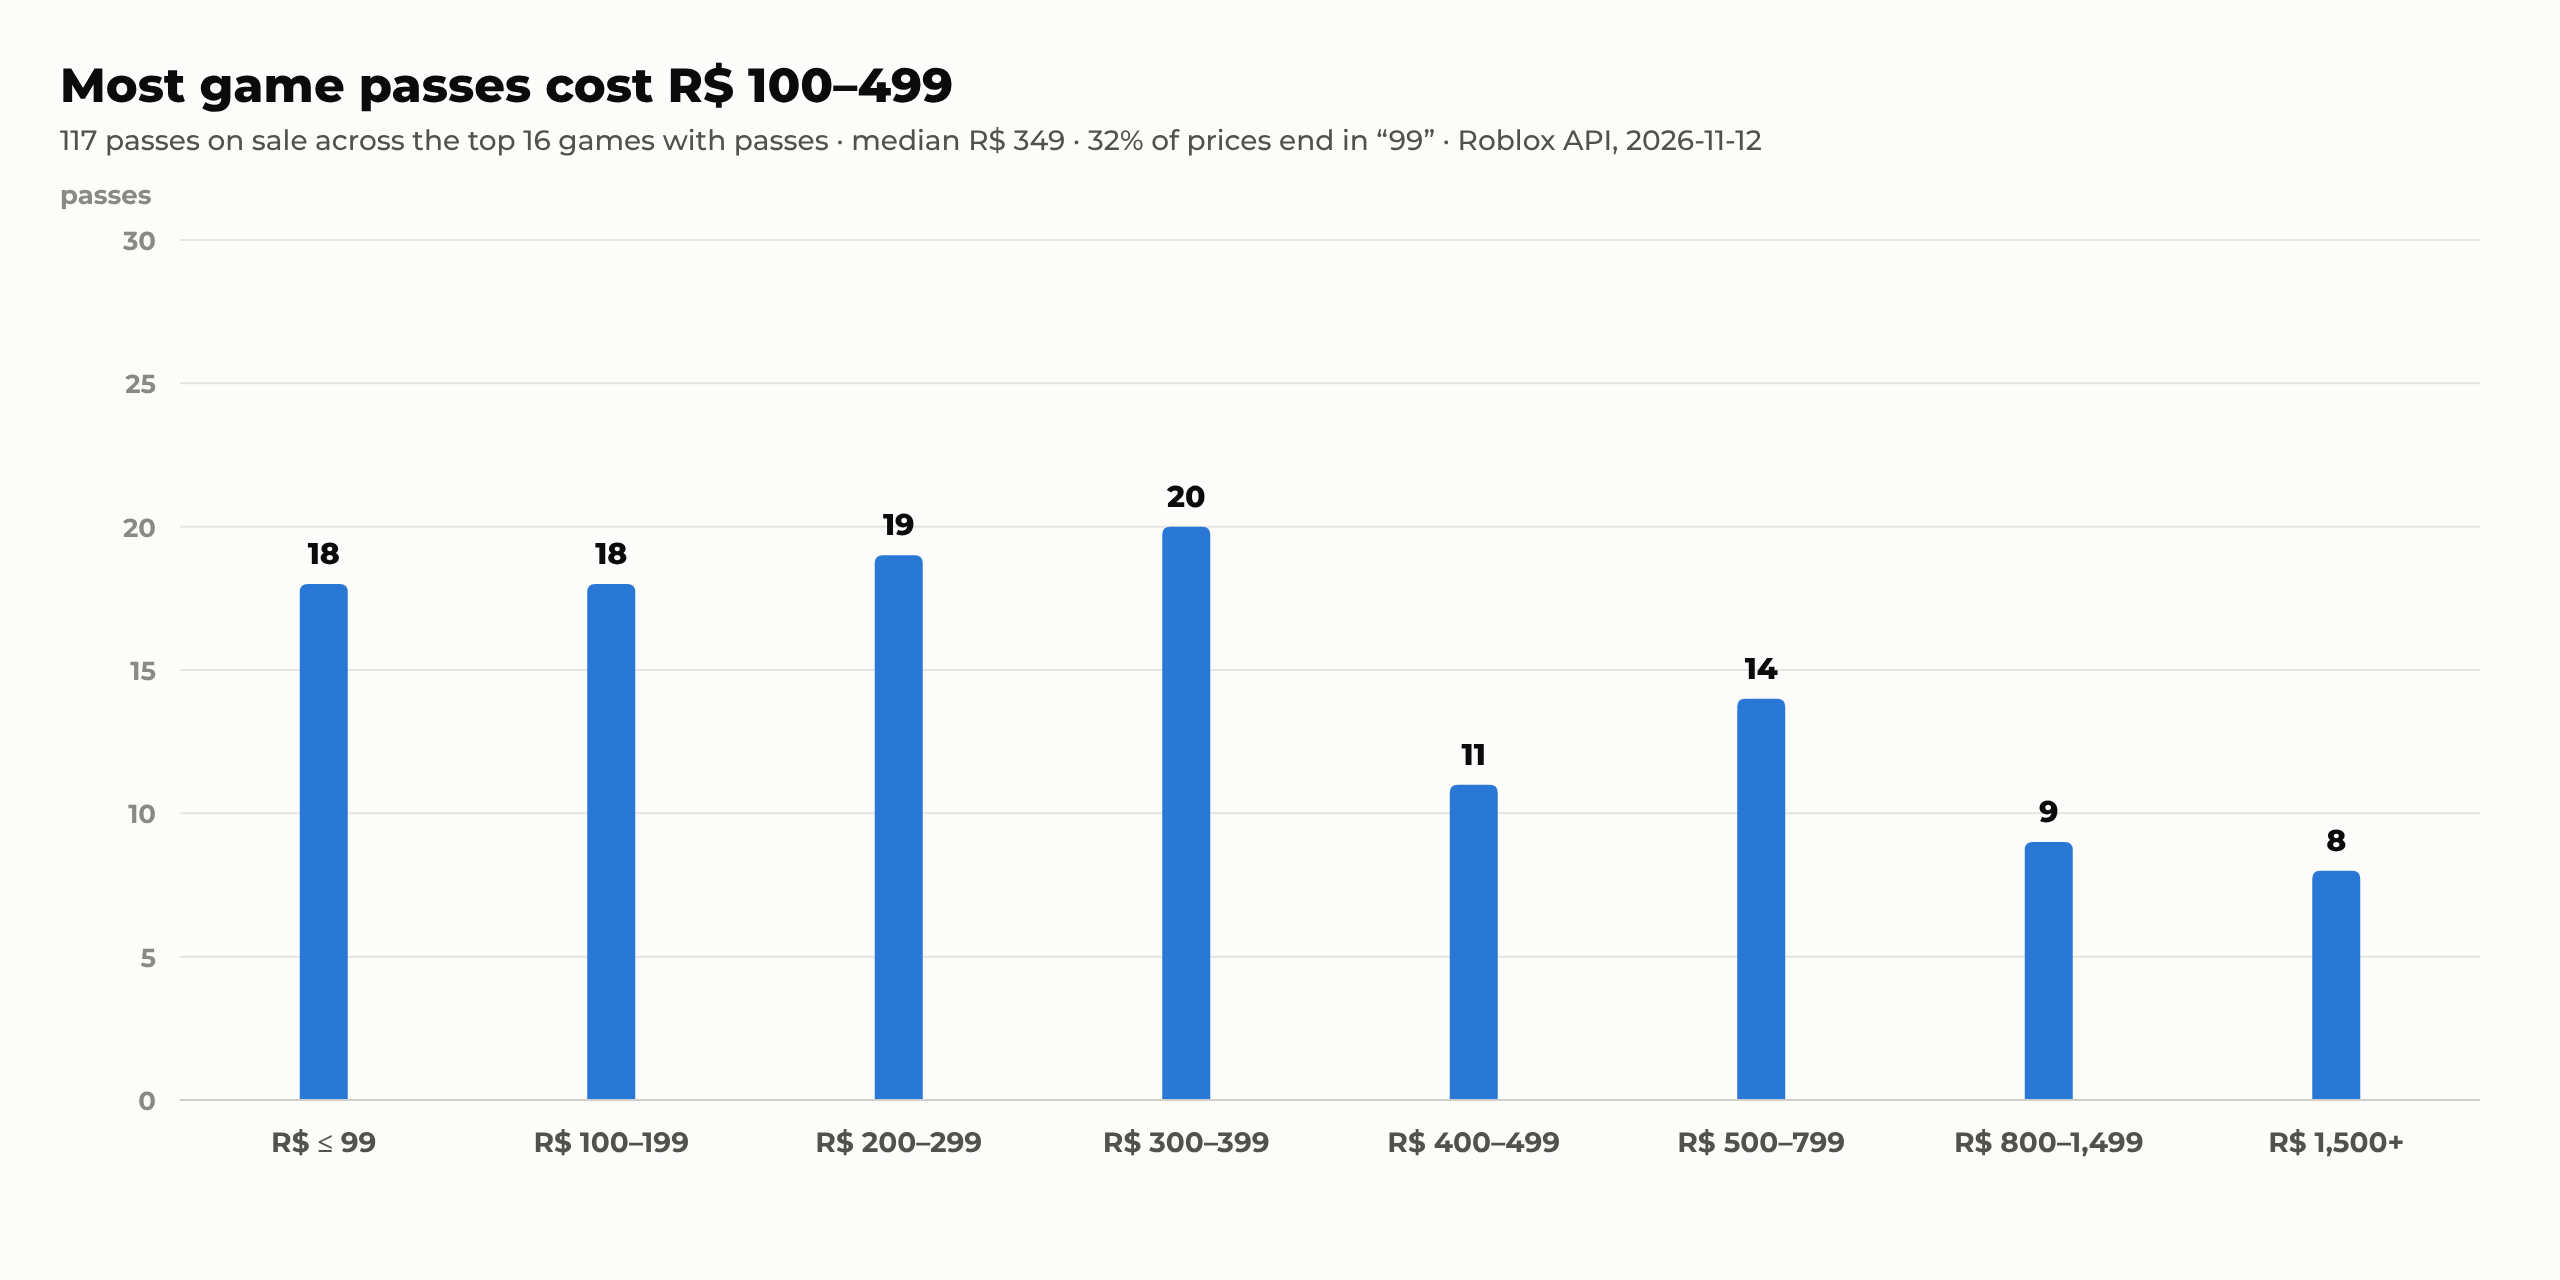 Most game passes cost R$ 100–499
117 passes on sale across the top 16 games with passes · median R$ 349 · 32% of prices end in “99” · Roblox API, 2026-11-12
passes
30
25
20
15
10
5
0
18
18
19
20
11
14
9
8
R$ ≤ 99
R$ 100–199
R$ 200–299
R$ 300–399
R$ 400–499
R$ 500–799
R$ 800–1,499
R$ 1,500+